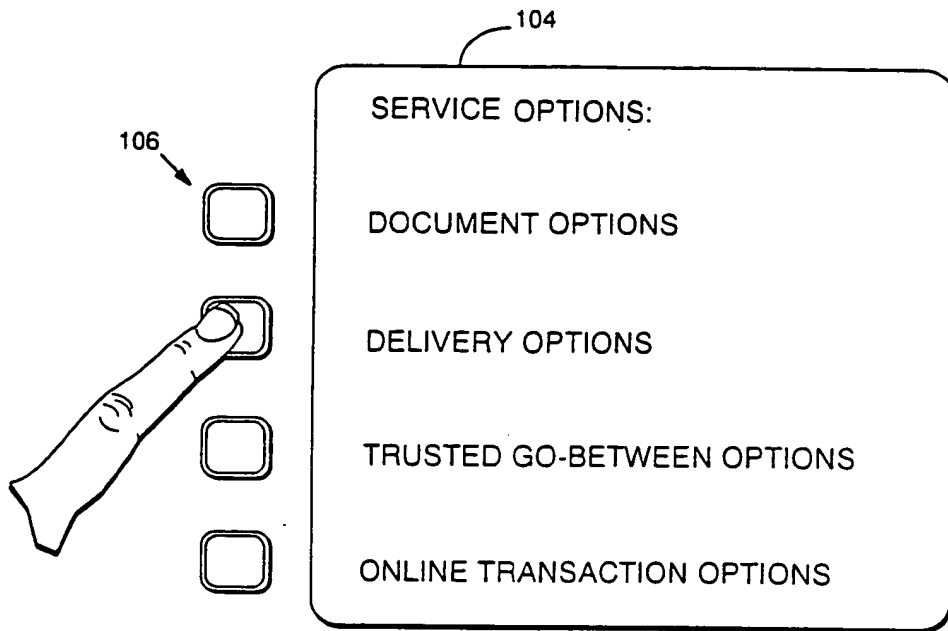 104
SERVICE OPTIONS:
106
DOCUMENT OPTIONS
DELIVERY OPTIONS
TRUSTED GO-BETWEEN OPTIONS
ONLINE TRANSACTION OPTIONS